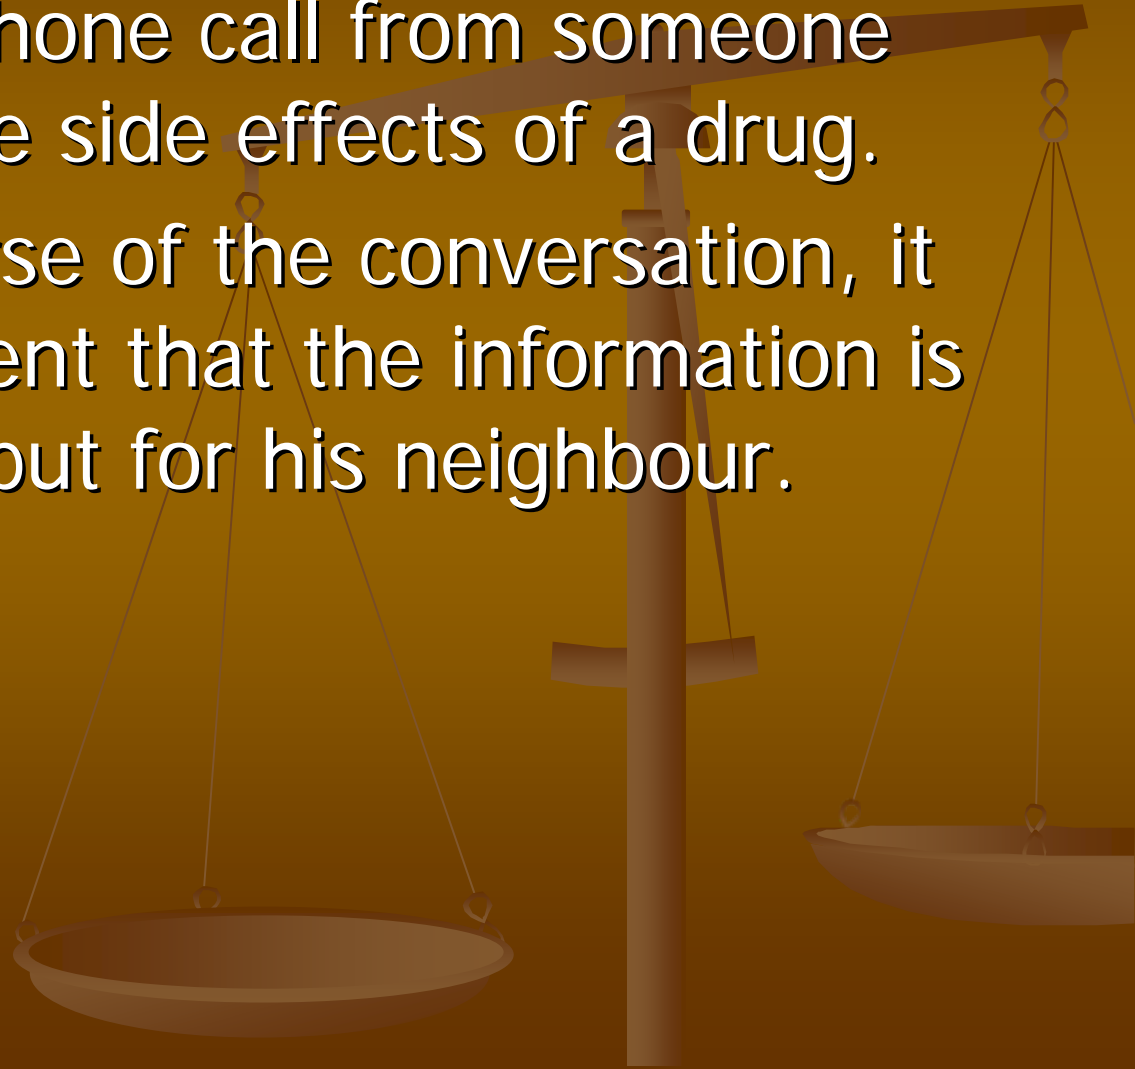 hone call from someone
e side effects of a drug.
se of the conversation, it
ent that the information is
out for his neighbour.